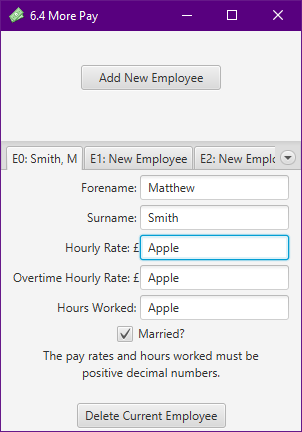 6.4 More Pay
Add New Employee
E0: Smith, M
E1: New Employee
E2: New Emplo
Forename: Matthew
Surname: Smith
Hourly Rate: £ Apple
Overtime Hourly Rate: £ Apple
Hours Worked: Apple
Married?
The pay rates and hours worked must be
positive decimal numbers.
Delete Current Employee